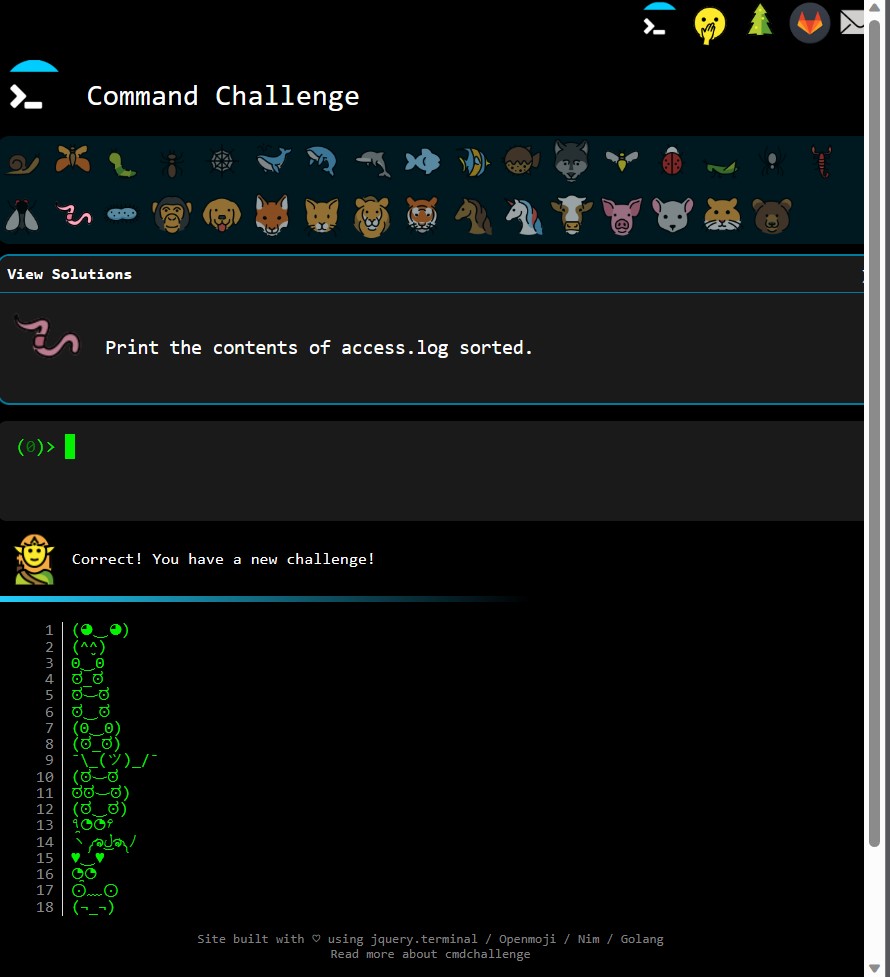 Command Challenge
View Solutions
Print the contents of access.log sorted.
(0)>
Correct! You have a new challenge!
1 (◕‿◕)
2 (^̮^)
3 ʘ‿ʘ
4 ಠ_ಠ
5 ಠ⌣ಠ
6 ಠ‿ಠ
7 (ʘ‿ʘ)
8 (ಠ_ಠ)
9 ¯\_(ツ)_/¯
10 (ಠ⌣ಠ
11 ಠಠ⌣ಠ)
12 (ಠ‿ಠ)
13 ٩◔̯◔۶
14
15 ♥‿♥
16 ◔̯◔
17 ⊙﹏⊙
18 (¬_¬)
Site built with ♡ using jquery.terminal / Openmoji / Nim / Golang
Read more about cmdchallenge